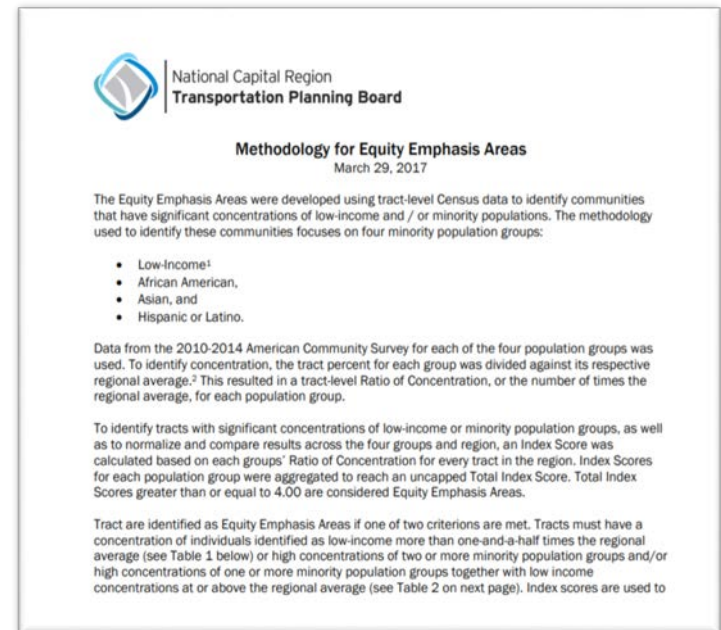 National Capital Region
Transportation Planning Board
Methodology for Equity Emphasis Areas
March 29, 2017
The Equity Emphasis Areas were developed using tract-level Census data to identify communities
that have significant concentrations of low-income and / or minority populations. The methodology
used to identify these communities focuses on four minority population groups:
• Low-Income¹
• African American,
• Asian, and
• Hispanic or Latino.
Data from the 2010-2014 American Community Survey for each of the four population groups was
used. To identify concentration, the tract percent for each group was divided against its respective
regional average.² This resulted in a tract-level Ratio of Concentration, or the number of times the
regional average, for each population group.
To identify tracts with significant concentrations of low-income or minority population groups, as well
as to normalize and compare results across the four groups and region, an Index Score was
calculated based on each groups' Ratio of Concentration for every tract in the region. Index Scores
for each population group were aggregated to reach an uncapped Total Index Score. Total Index
Scores greater than or equal to 4.00 are considered Equity Emphasis Areas.
Tract are identified as Equity Emphasis Areas if one of two criterions are met. Tracts must have a
concentration of individuals identified as low-income more than one-and-a-half times the regional
average (see Table 1 below) or high concentrations of two or more minority population groups and/or
high concentrations of one or more minority population groups together with low income
concentrations at or above the regional average (see Table 2 on next page). Index scores are used to